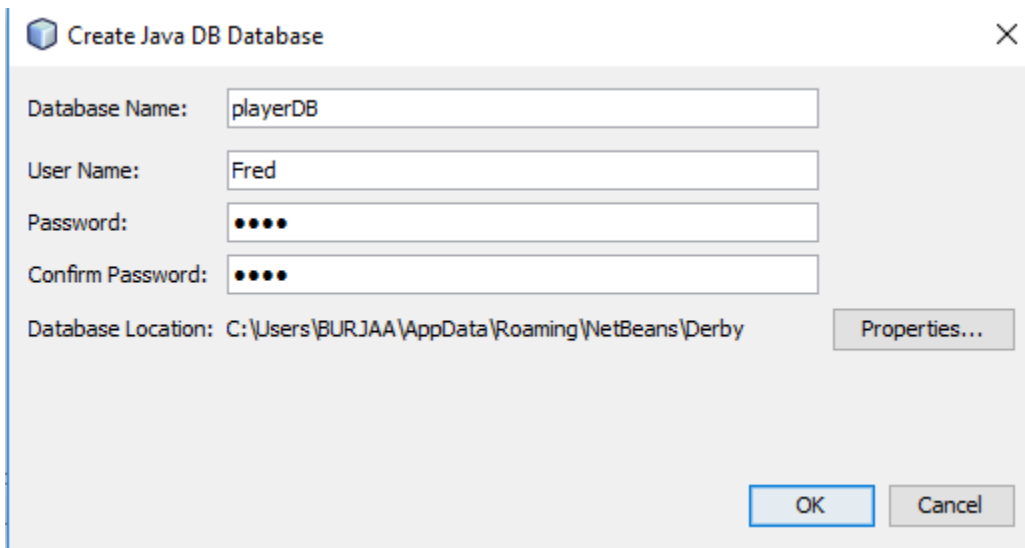 Create Java DB Database
Database Name: playerDB
User Name: Fred
Password: ●●●●
Confirm Password: ●●●●
Database Location: C:\Users\BURJAA\AppData\Roaming\NetBeans\Derby Properties...
OK Cancel